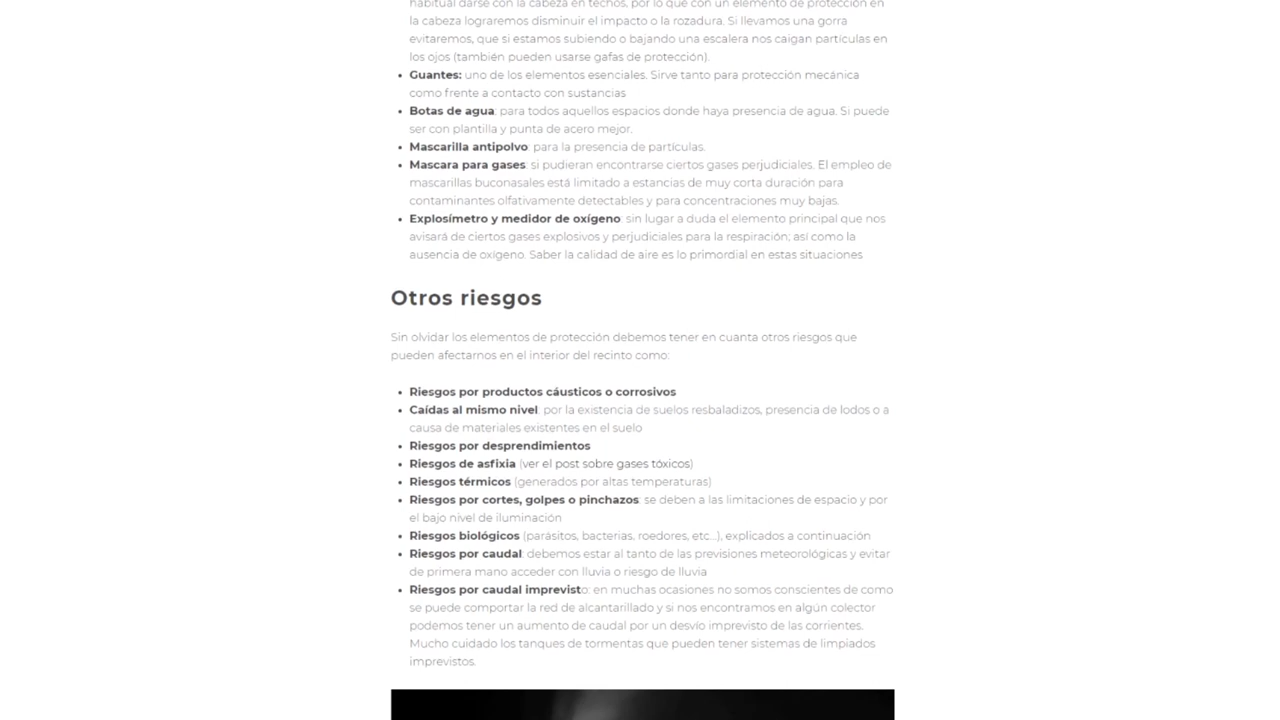 habitual darse con la cabeza en techos, por lo que con un elemento de protección en
la cabeza lograremos disminuir el impacto o la rozadura. Si llevamos una gorra
evitaremos, que si estamos subiendo o bajando una escalera nos caigan partículas en
los ojos (también pueden usarse gafas de protección).
• Guantes: uno de los elementos esenciales. Sirve tanto para protección mecánica
como frente a contacto con sustancias
• Botas de agua: para todos aquellos espacios donde haya presencia de agua. Si puede
ser con plantilla y punta de acero mejor.
• Mascarilla antipolvo: para la presencia de partículas.
• Mascara para gases: si pudieran encontrarse ciertos gases perjudiciales. El empleo de
mascarillas buconasales está limitado a estancias de muy corta duración para
contaminantes olfativamente detectables y para concentraciones muy bajas.
• Explosímetro y medidor de oxígeno: sin lugar a duda el elemento principal que nos
avisará de ciertos gases explosivos y perjudiciales para la respiración; así como la
ausencia de oxígeno. Saber la calidad de aire es lo primordial en estas situaciones
Otros riesgos
Sin olvidar los elementos de protección debemos tener en cuanta otros riesgos que
pueden afectarnos en el interior del recinto como:
• Riesgos por productos cáusticos o corrosivos
• Caídas al mismo nivel: por la existencia de suelos resbaladizos, presencia de lodos o a
causa de materiales existentes en el suelo
• Riesgos por desprendimientos
• Riesgos de asfixia (ver el post sobre gases tóxicos)
• Riesgos térmicos (generados por altas temperaturas)
• Riesgos por cortes, golpes o pinchazos: se deben a las limitaciones de espacio y por
el bajo nivel de iluminación
• Riesgos biológicos (parásitos, bacterias, roedores, etc...), explicados a continuación
• Riesgos por caudal: debemos estar al tanto de las previsiones meteorológicas y evitar
de primera mano acceder con lluvia o riesgo de lluvia
• Riesgos por caudal imprevisto: en muchas ocasiones no somos conscientes de como
se puede comportar la red de alcantarillado y si nos encontramos en algún colector
podemos tener un aumento de caudal por un desvío imprevisto de las corrientes.
Mucho cuidado los tanques de tormentas que pueden tener sistemas de limpiados
imprevistos.